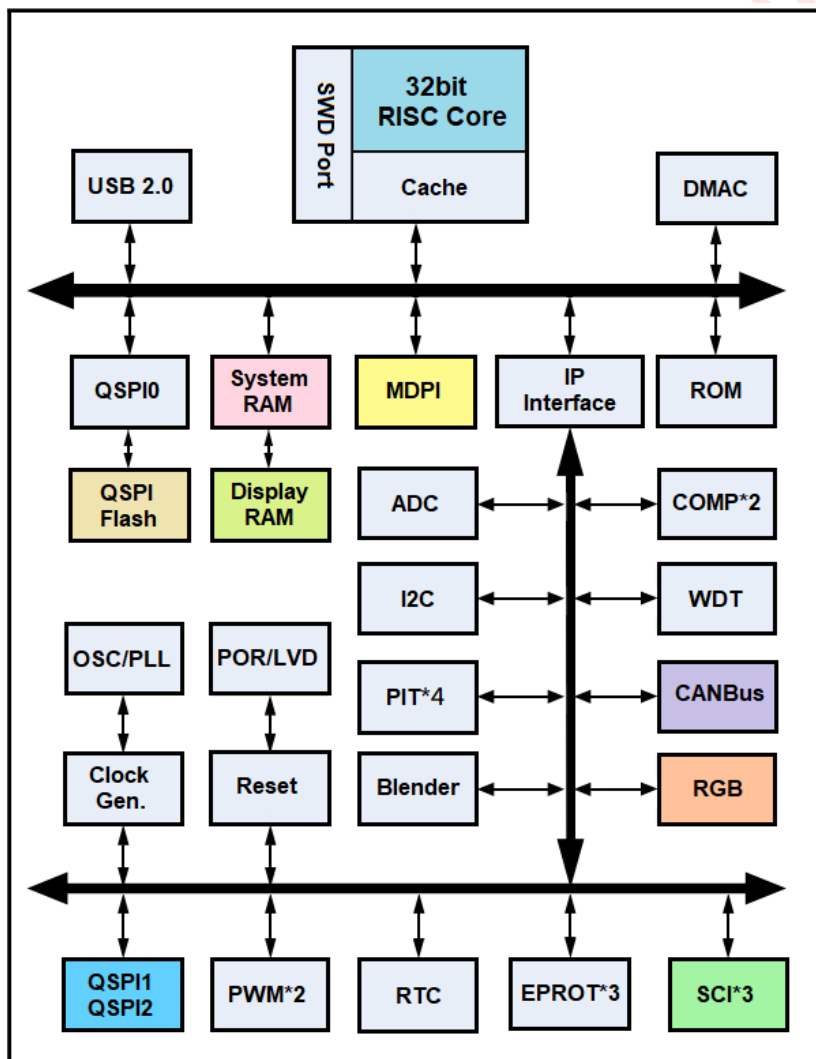 SWD Port
32bit
RISC Core
Cache
USB 2.0
DMAC
QSPI0
System
RAM
MDPI
IP
Interface
ROM
QSPI
Flash
Display
RAM
ADC
COMP*2
I2C
WDT
OSC/PLL
POR/LVD
PIT*4
CANBus
Clock
Gen.
Reset
Blender
RGB
QSPI1
QSPI2
PWM*2
RTC
EPROT*3
SCI*3